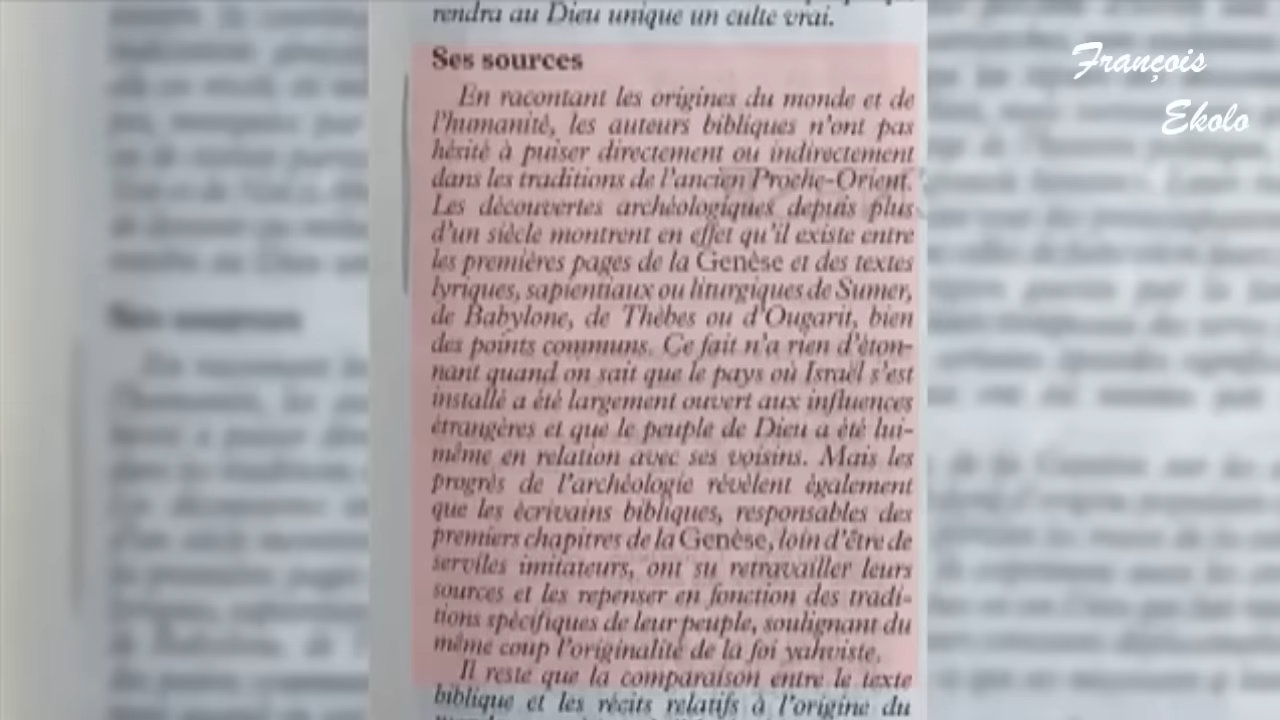 rendra au Dieu unique un culte vrai.
Ses sources
En racontant les origines du monde et de
l'humanité, les auteurs bibliques n'ont pas
hésité à puiser directement ou indirectement
dans les traditions de l'ancien Proche-Orient.
Les découvertes archéologiques depuis plus
d'un siècle montrent en effet qu'il existe entre
les premières pages de la Genèse et des textes
lyriques, sapientiaux ou liturgiques de Sumer,
de Babylone, de Thèbes ou d'Ougarit, bien
des points communs. Ce fait n'a rien d'éton-
nant quand on sait que le pays où Israël s'est
installé a été largement ouvert aux influences
étrangères et que le peuple de Dieu a été lui-
même en relation avec ses voisins. Mais les
progrès de l'archéologie révèlent également
que les écrivains bibliques, responsables des
premiers chapitres de la Genèse, loin d'être de
serviles imitateurs, ont su retravailler leurs
sources et les repenser en fonction des tradi-
tions spécifiques de leur peuple, soulignant du
même coup l'originalité de la foi yahviste.
Il reste que la comparaison entre le texte
biblique et les récits relatifs à l'origine du
François
Ekolo